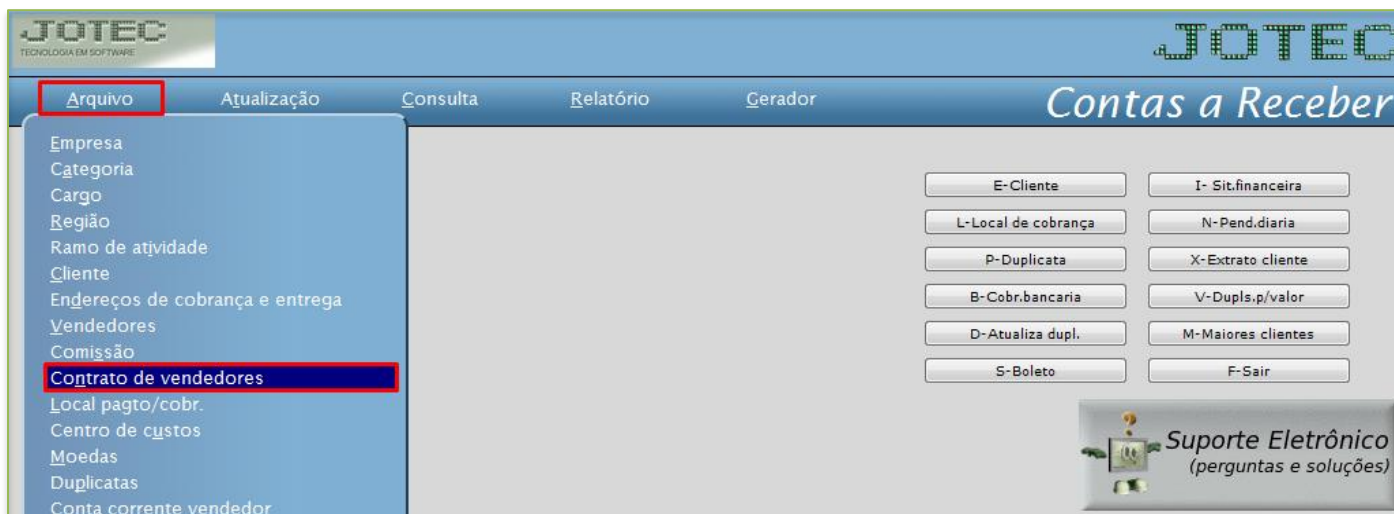 JOTEC
TECNOLOGIA EM SOFTWARE
JOTEC
Arquivo Atualização Consulta Relatório Gerador Contas a Receber
Empresa
Categoria
Cargo
Região
Ramo de atividade
Cliente
Endereços de cobrança e entrega
Vendedores
Comissão
Contrato de vendedores
Local pagto/cobr.
Centro de custos
Moedas
Duplicatas
Conta corrente vendedor
E-Cliente I- Sit.financeira
L-Local de cobrança N-Pend.diaria
P-Duplicata X-Extrato cliente
B-Cobr.bancaria V-Dupls.p/valor
D-Atualiza dupl. M-Maiores clientes
S-Boleto F-Sair
Suporte Eletrônico
(perguntas e soluções)